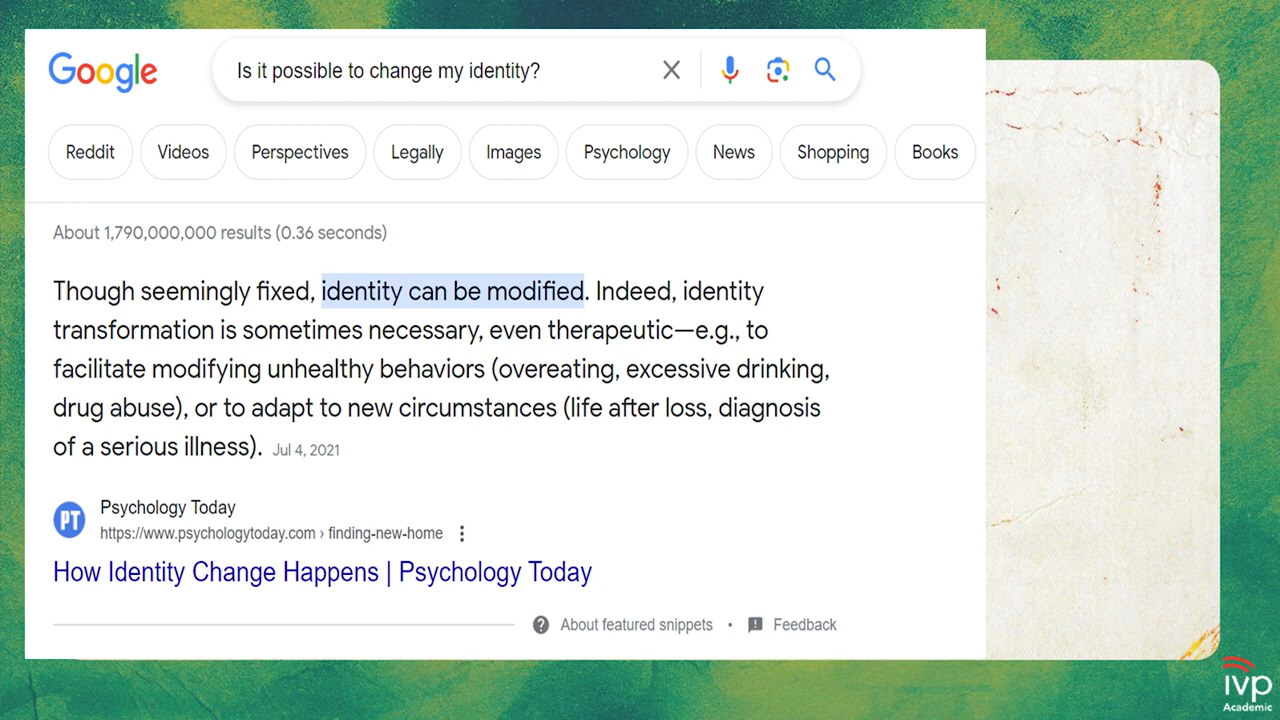 Google
Is it possible to change my identity?
Reddit Videos Perspectives Legally Images Psychology News Shopping Books
About 1,790,000,000 results (0.36 seconds)
Though seemingly fixed, identity can be modified. Indeed, identity
transformation is sometimes necessary, even therapeutic—e.g., to
facilitate modifying unhealthy behaviors (overeating, excessive drinking,
drug abuse), or to adapt to new circumstances (life after loss, diagnosis
of a serious illness). Jul 4, 2021
PT
Psychology Today
https://www.psychologytoday.com › finding-new-home
How Identity Change Happens | Psychology Today
About featured snippets • Feedback
ivp
Academic